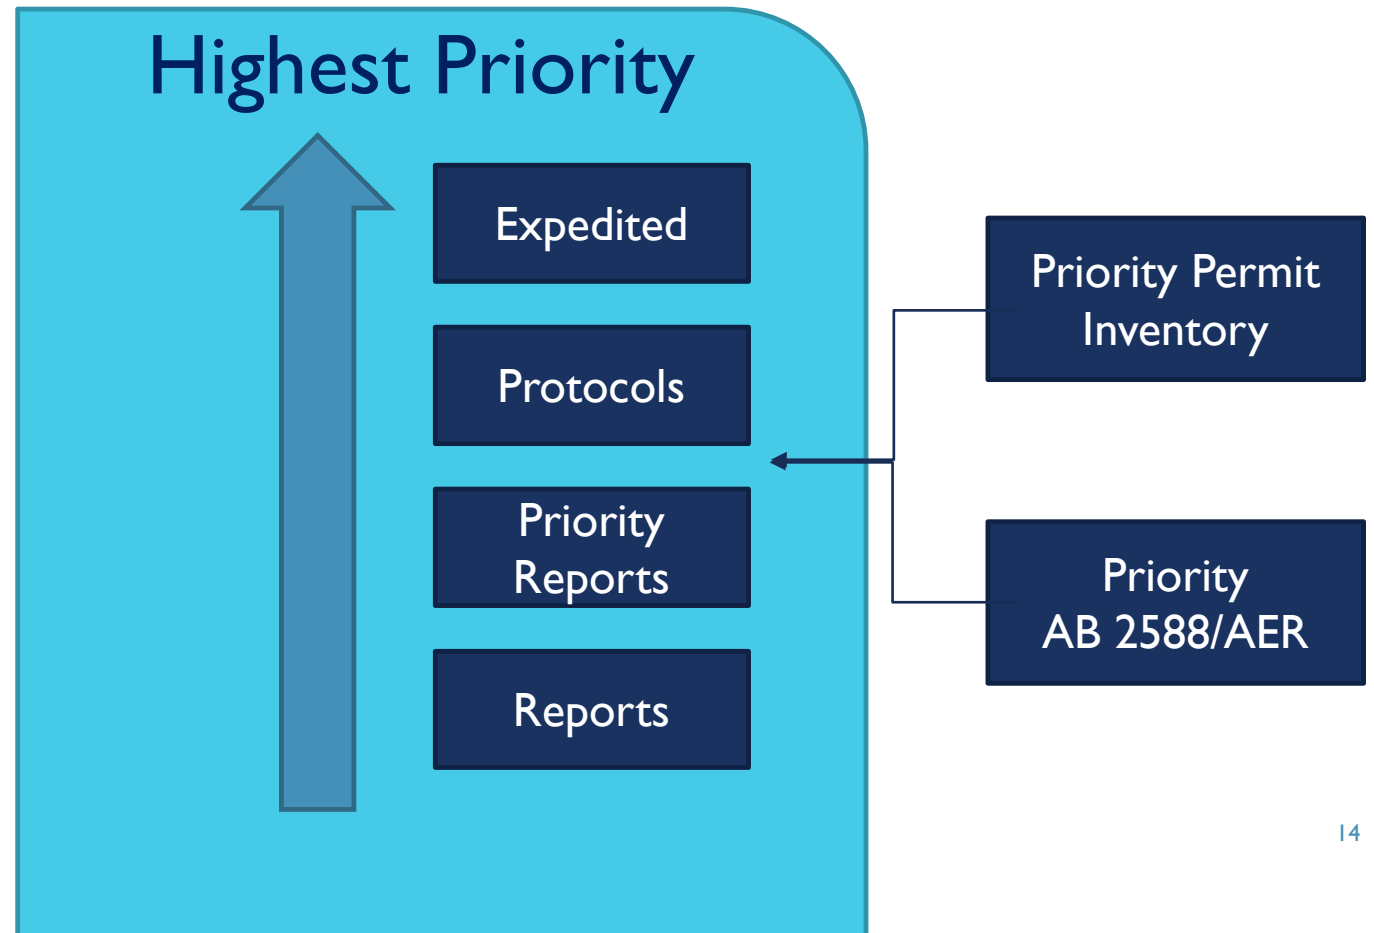 Highest Priority
Expedited
Protocols
Priority
Reports
Reports
Priority Permit
Inventory
Priority
AB 2588/AER
14